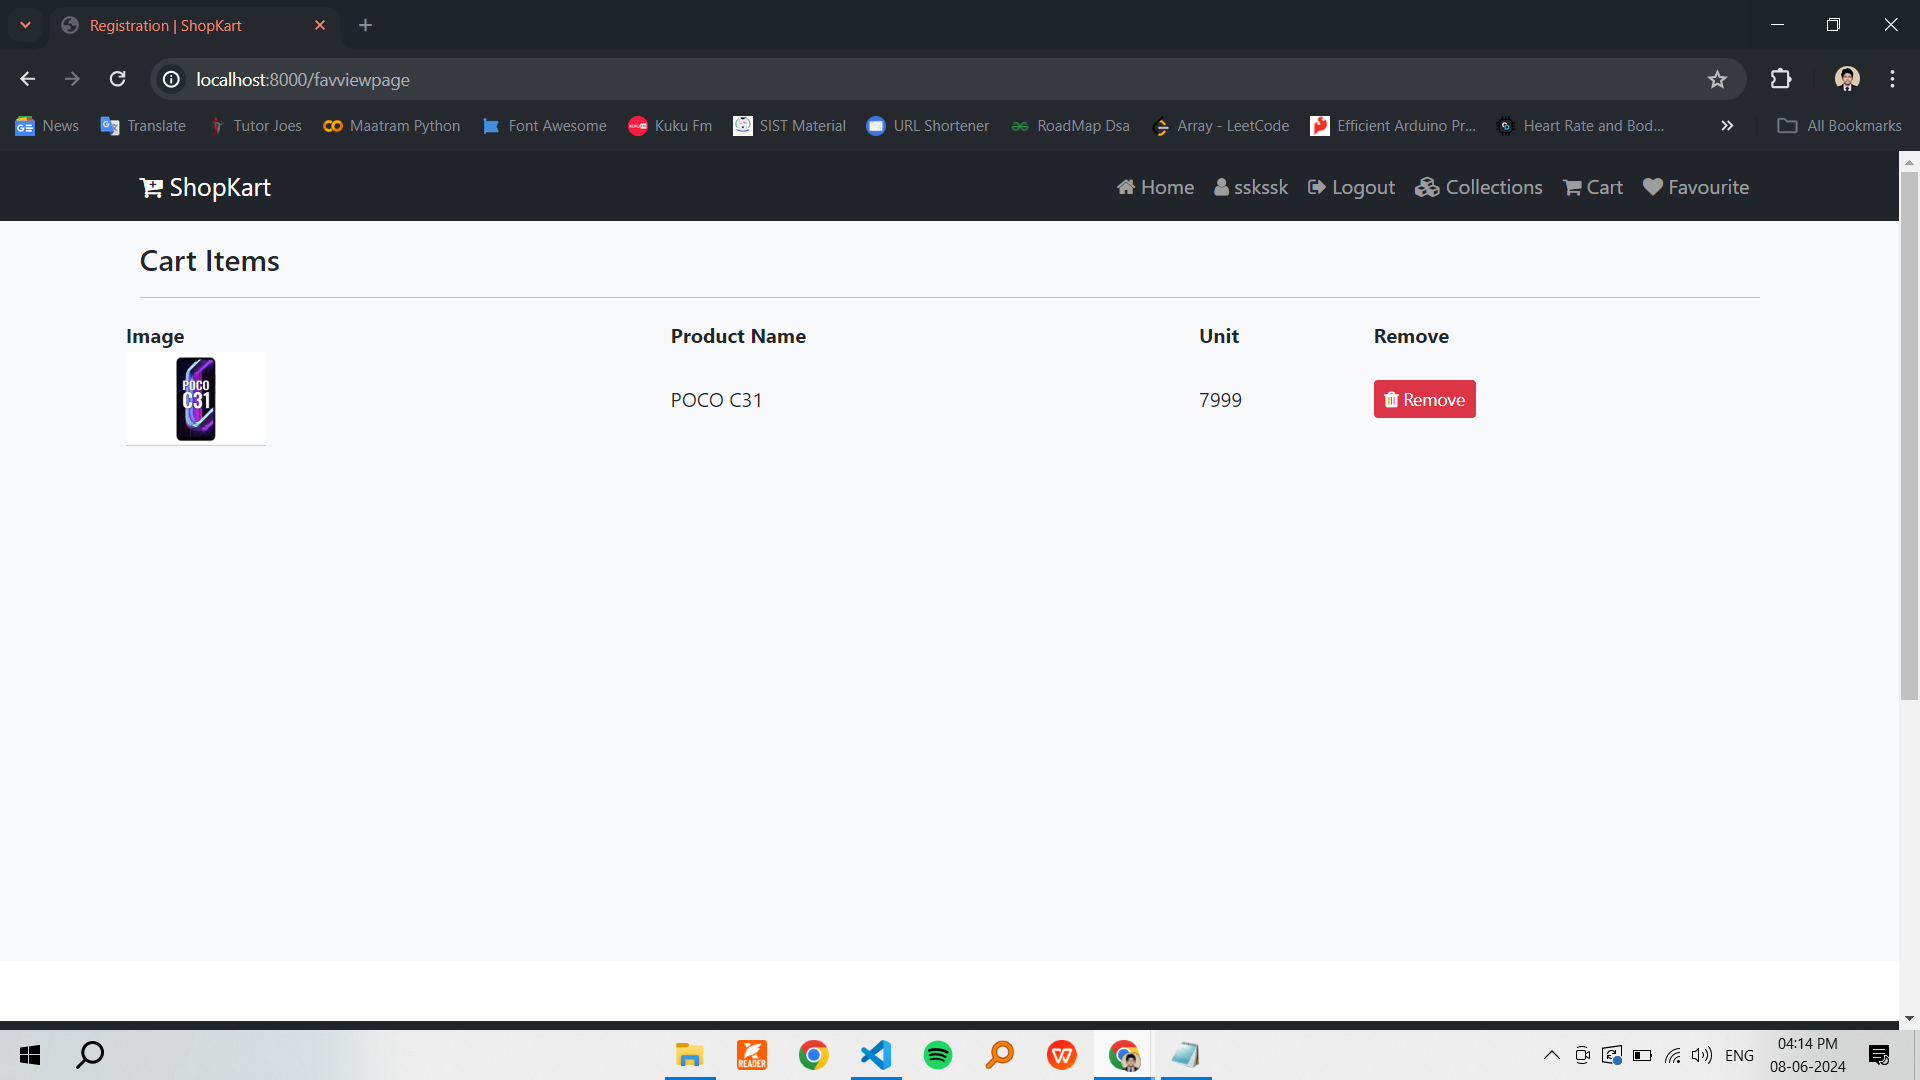 Registration | ShopKart
localhost:8000/favviewpage
News Translate Tutor Joes Maatram Python Font Awesome Kuku Fm SIST Material URL Shortener RoadMap Dsa Array - LeetCode Efficient Arduino Pr... Heart Rate and Bod... All Bookmarks
ShopKart Home sskssk Logout Collections Cart Favourite
Cart Items
Image Product Name Unit Remove
POCO
C31
POCO C31 7999 Remove
READER
ENG
04:14 PM
08-06-2024